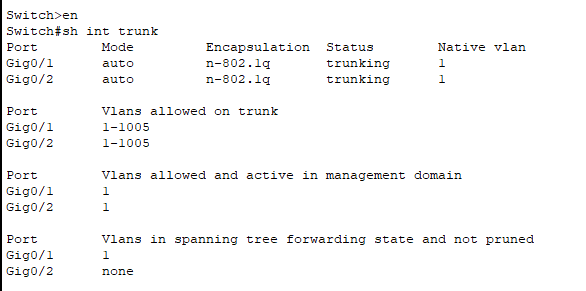 Switch>en
Switch#sh int trunk
Port        Mode         Encapsulation  Status        Native vlan
Gig0/1      auto         n-802.1q       trunking      1
Gig0/2      auto         n-802.1q       trunking      1
Port        Vlans allowed on trunk
Gig0/1      1-1005
Gig0/2      1-1005
Port        Vlans allowed and active in management domain
Gig0/1      1
Gig0/2      1
Port        Vlans in spanning tree forwarding state and not pruned
Gig0/1      1
Gig0/2      none